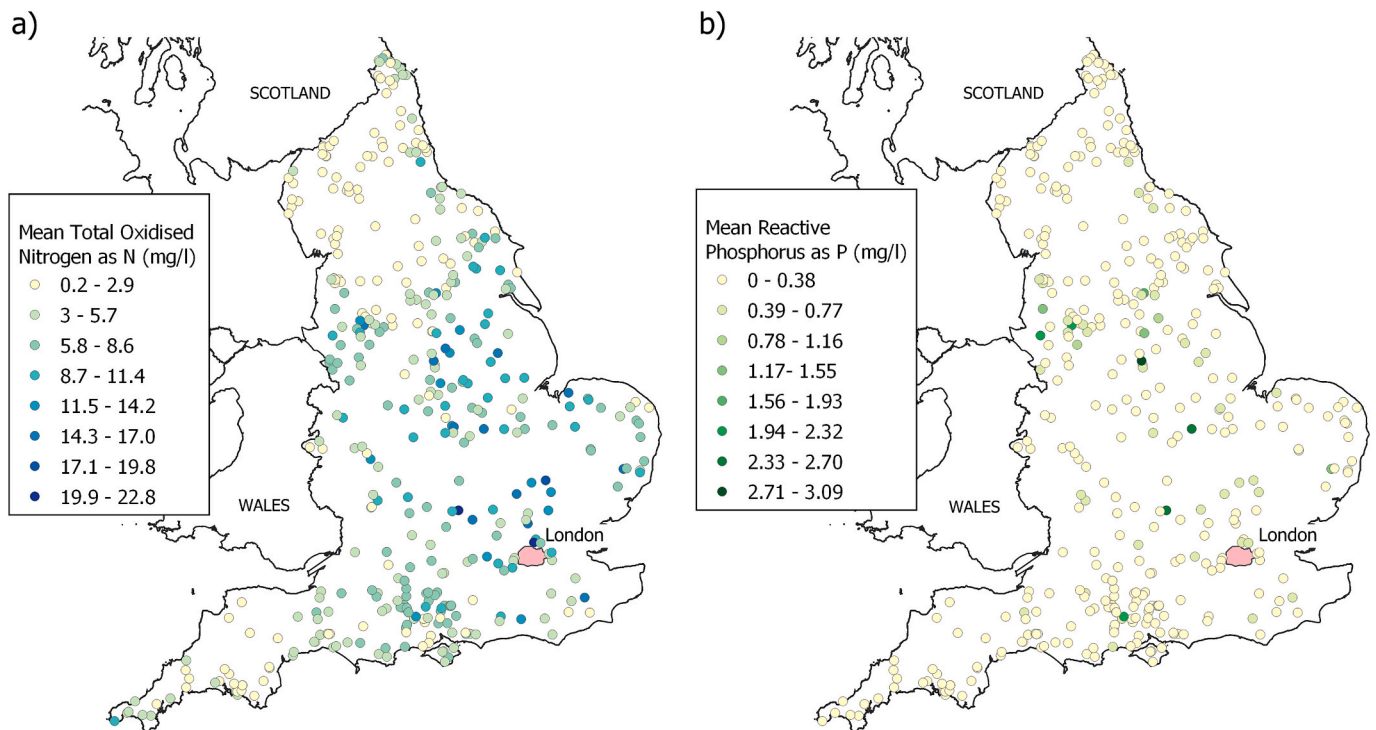 a)
SCOTLAND
Mean Total Oxidised
Nitrogen as N (mg/l)
0.2 - 2.9
3 - 5.7
5.8 - 8.6
8.7 - 11.4
11.5 - 14.2
14.3 - 17.0
17.1 - 19.8
19.9 - 22.8
WALES
London
b)
SCOTLAND
Mean Reactive
Phosphorus as P (mg/l)
0 - 0.38
0.39 - 0.77
0.78 - 1.16
1.17 - 1.55
1.56 - 1.93
1.94 - 2.32
2.33 - 2.70
2.71 - 3.09
WALES
London